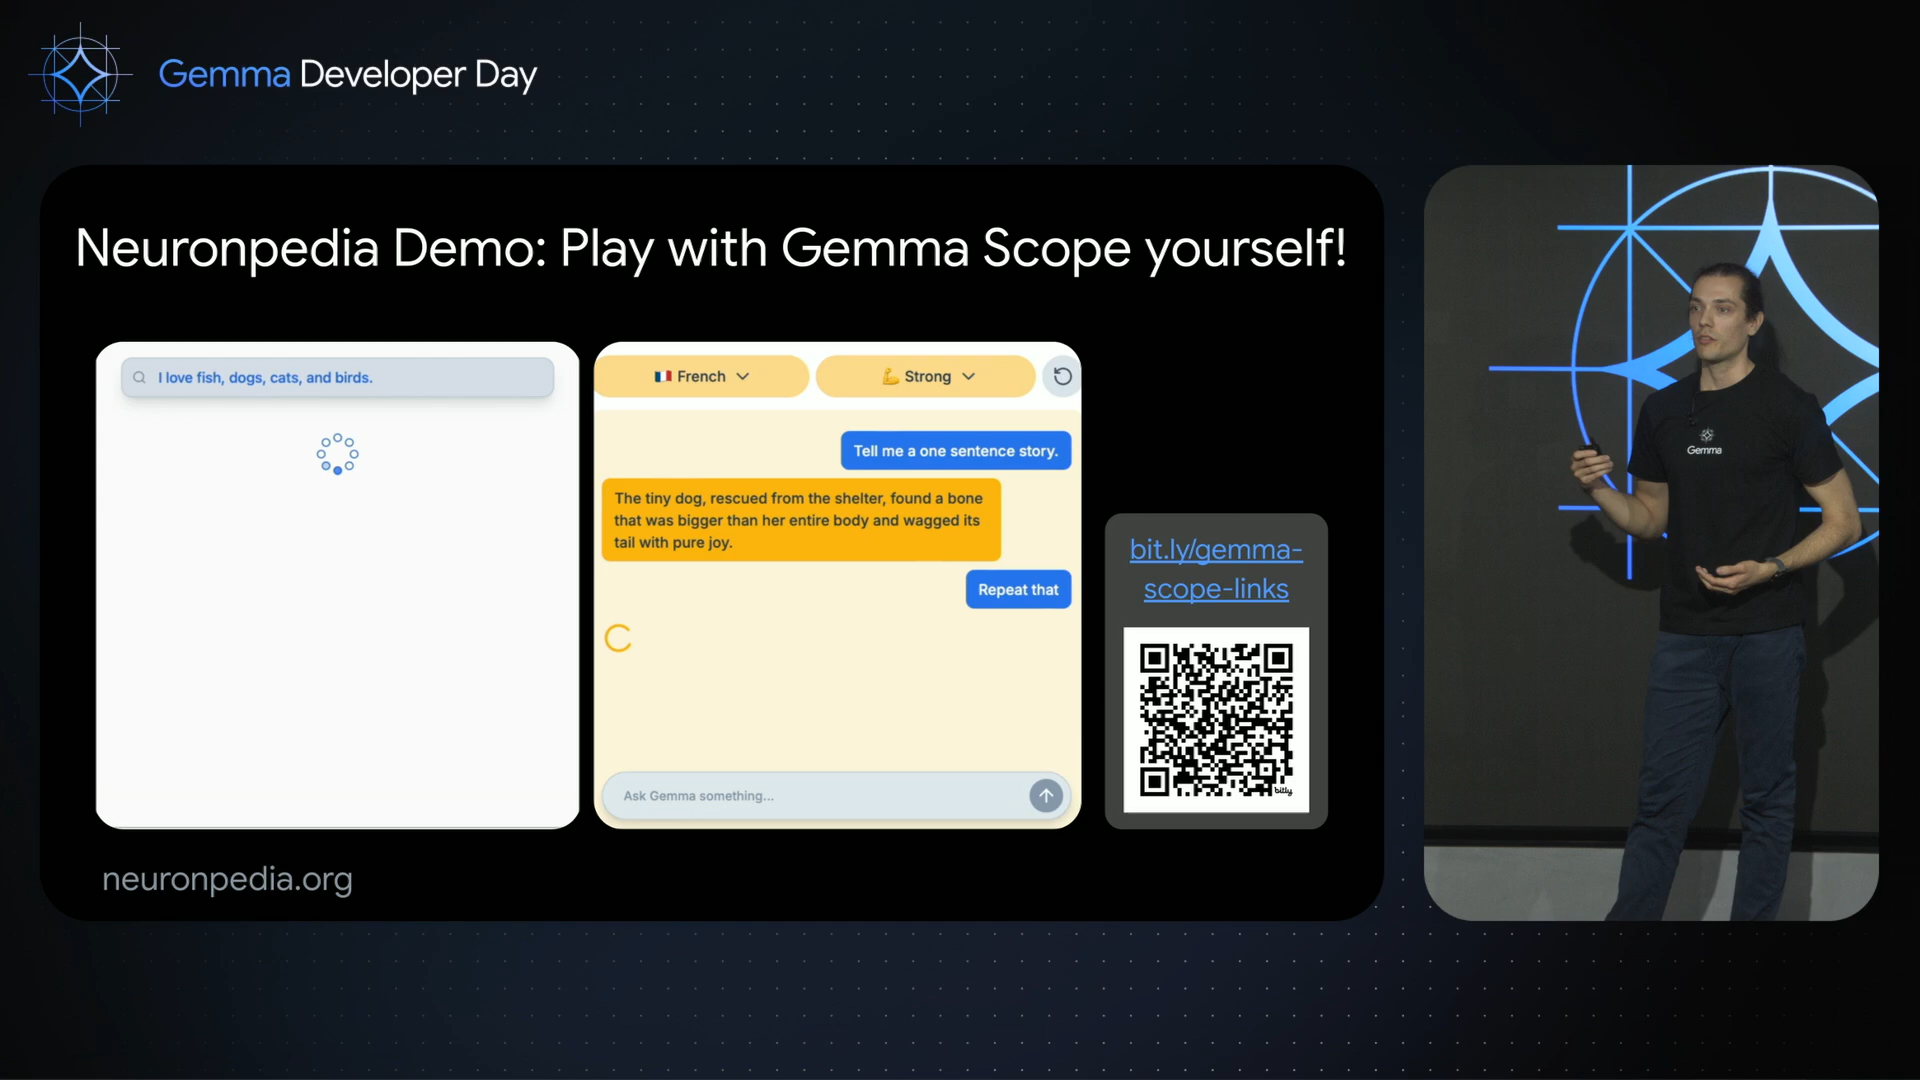 Gemma Developer Day
Neuronpedia Demo: Play with Gemma Scope yourself!
I love fish, dogs, cats, and birds.
French
Strong
Tell me a one sentence story.
The tiny dog, rescued from the shelter, found a bone
that was bigger than her entire body and wagged its
tail with pure joy.
Repeat that
Ask Gemma something...
bit.ly/gemma-
scope-links
bitly
neuronpedia.org
Gemma